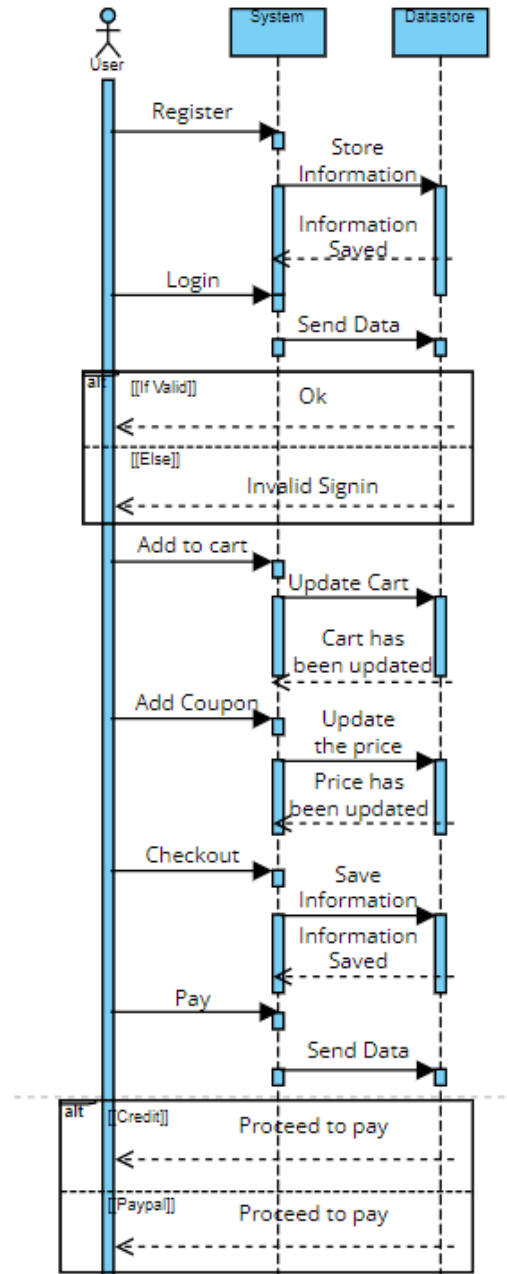 User
System
Datastore
Register
Store
Information
Information
Saved
Login
Send Data
alt
[[If Valid]]
Ok
[[Else]]
Invalid Signin
Add to cart
Update Cart
Cart has
been updated
Add Coupon
Update
the price
Price has
been updated
Checkout
Save
Information
Information
Saved
Pay
Send Data
alt
[[Credit]]
Proceed to pay
[[Paypal]]
Proceed to pay